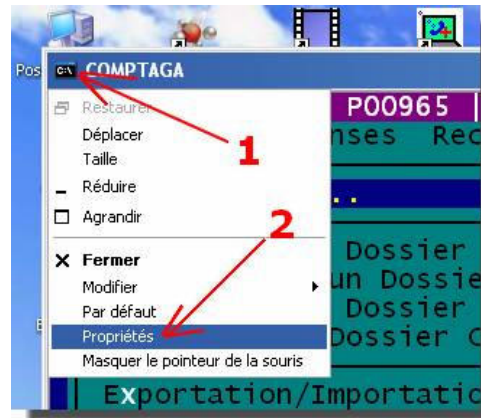 Pos
C:\ COMPTAGA
Restaurer
P00965
Déplacer
nses Rec
Taille
1
Réduire
..
Agrandir
2
Fermer
Dossier
Modifier
un Dossie
Par défaut
Dossier
Propriétés
Dossier C
Masquer le pointeur de la souris
Exportation/Importatio